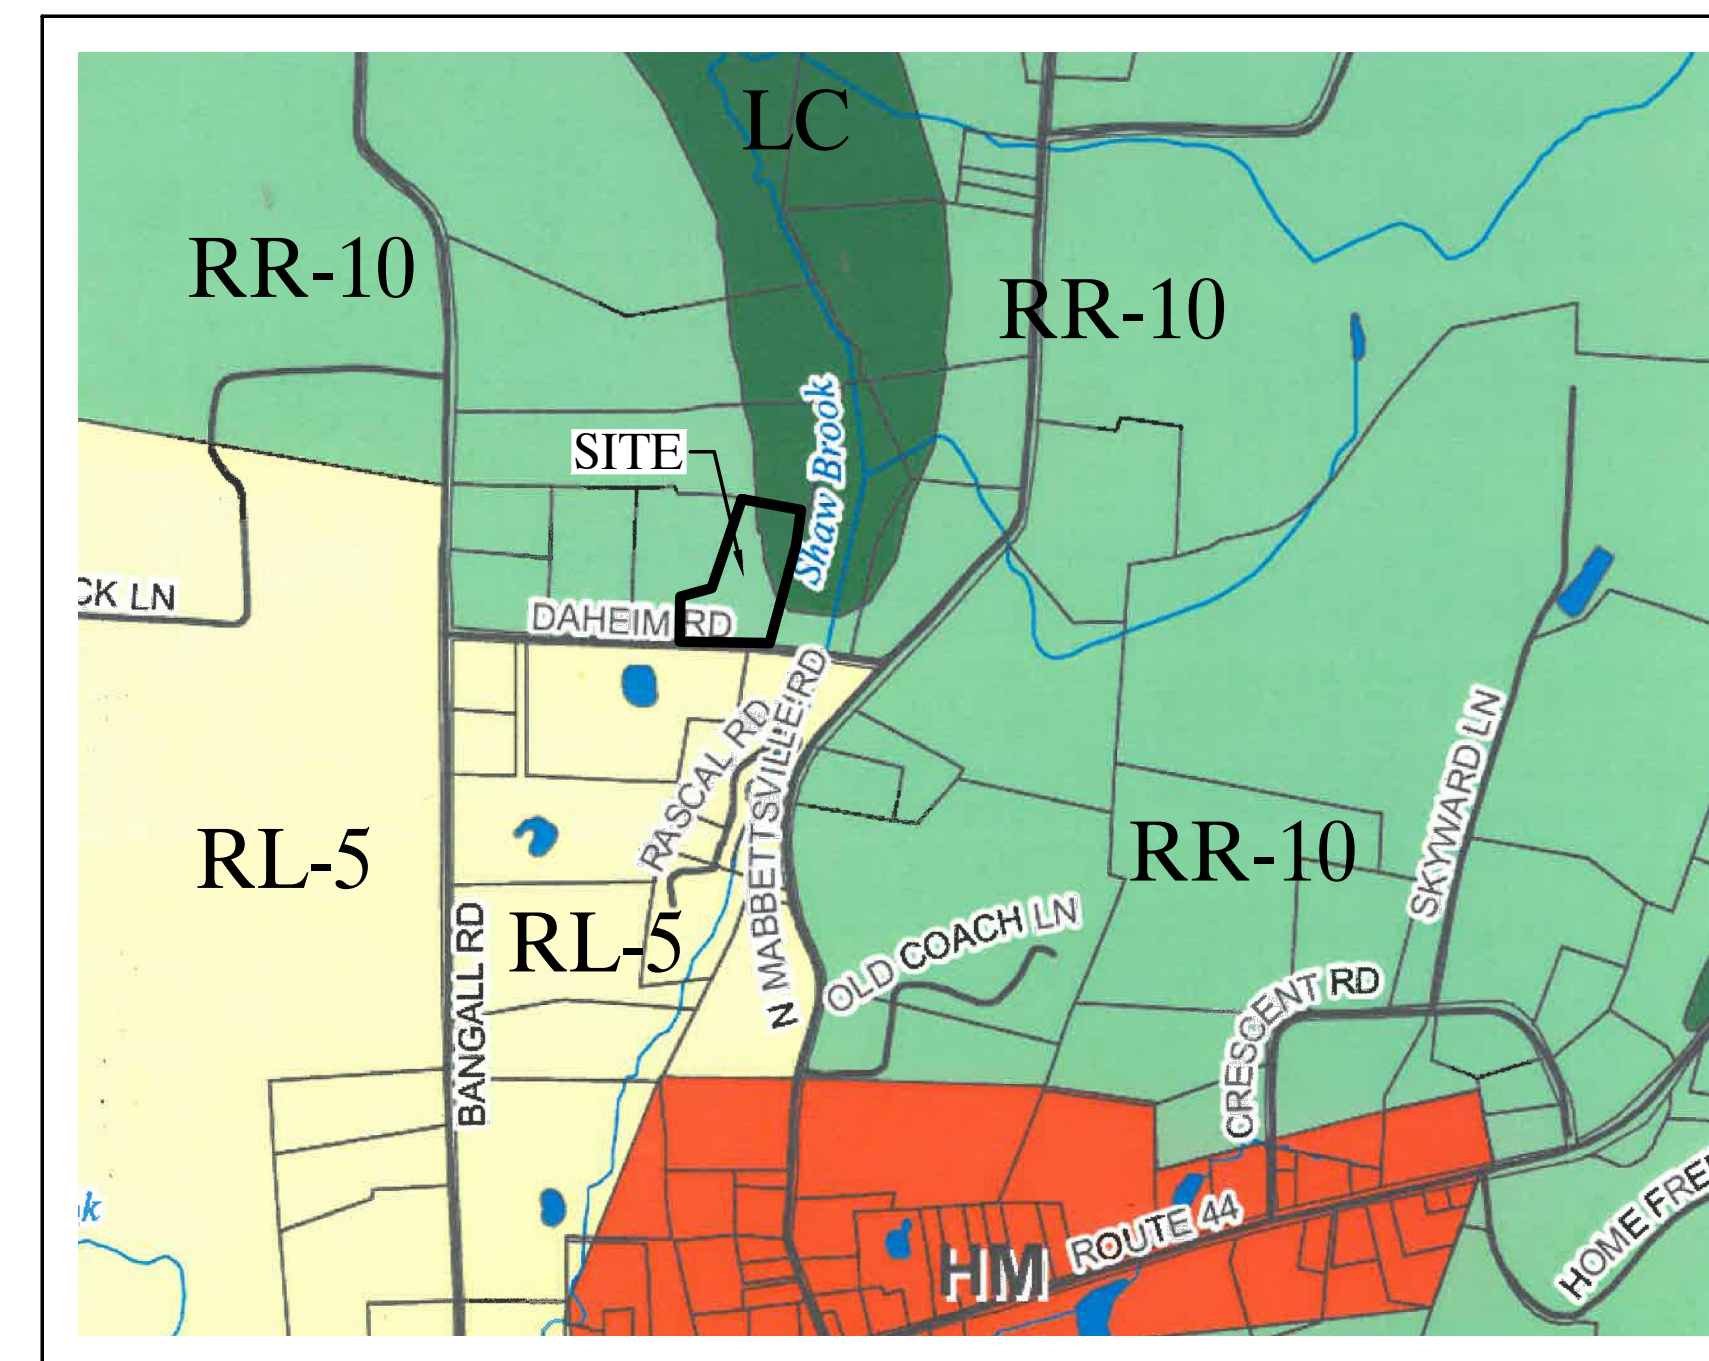 LC
RR-10
RR-10
Shaw Brook
SITE
CK LN
DAHEIM RD
RASCAL RD
N MABBETTSVILLE RD
SKYWARD LN
RL-5
RR-10
RL-5
BANGALL RD
OLD COACH LN
CRESCENT RD
k
ROUTE 44
HM
HOME FRE